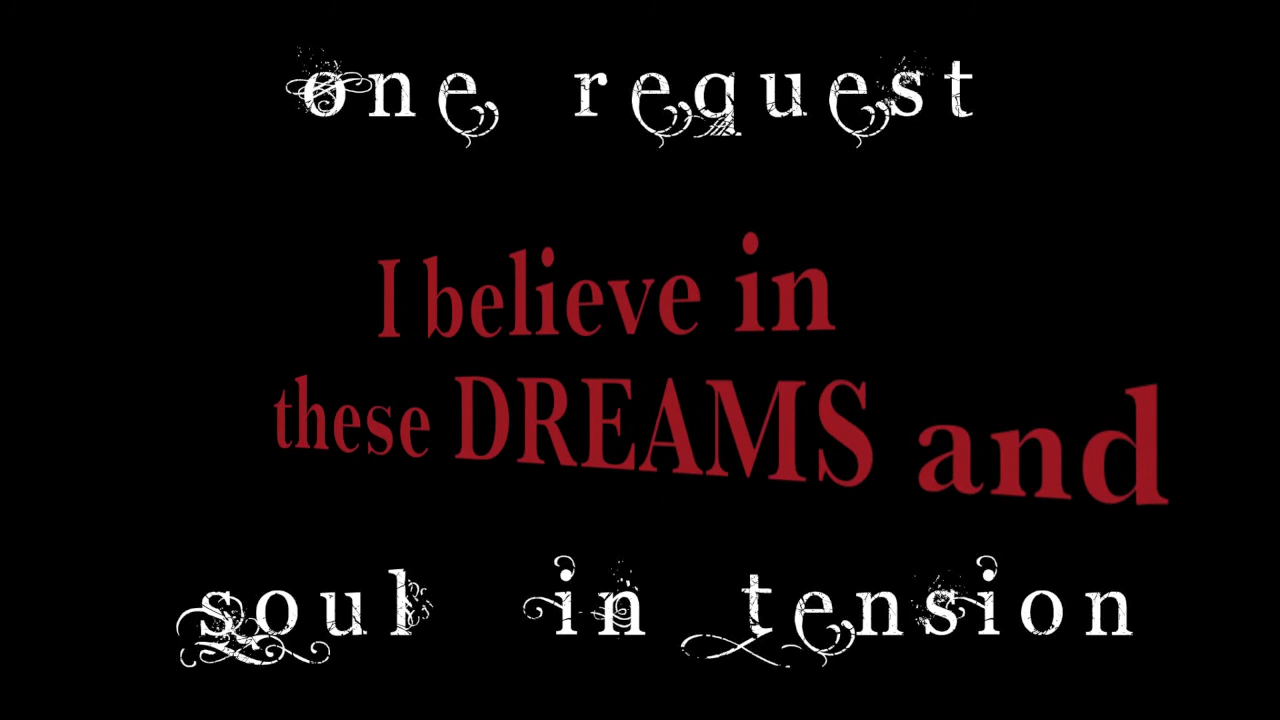 one request
I believe in
these DREAMS and
soul in tension